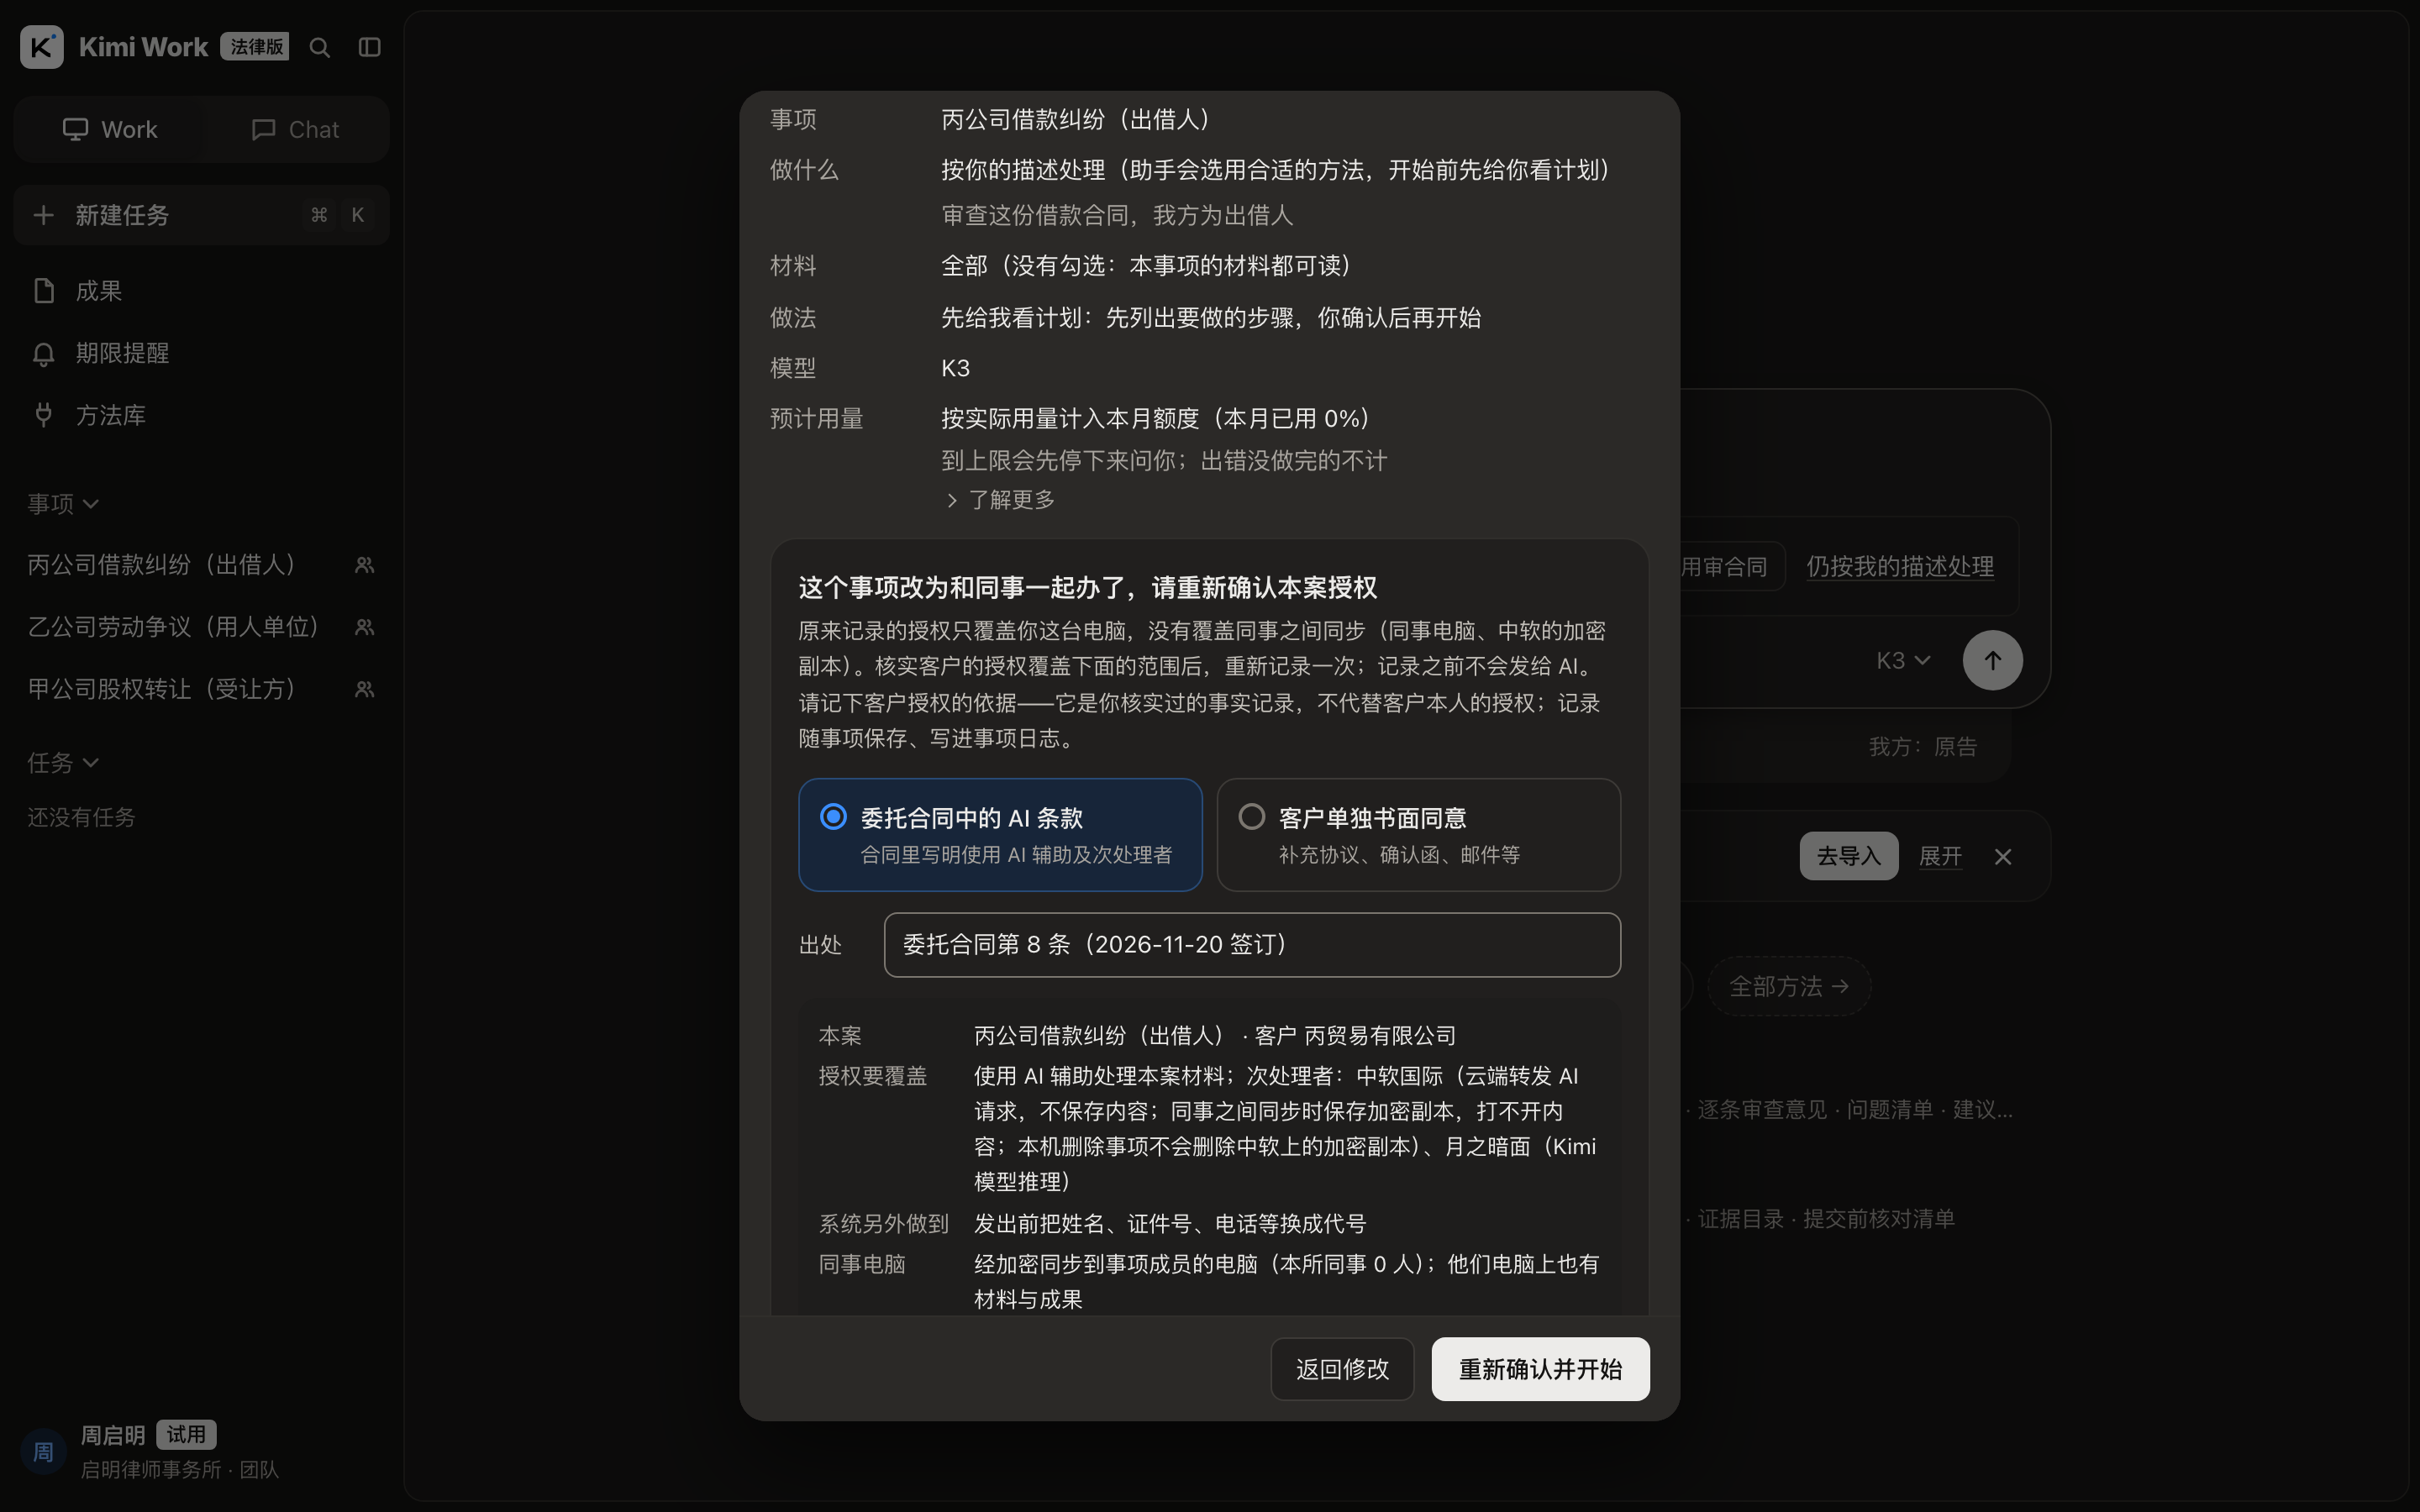 Kimi Work 法律版
Work
Chat
新建任务 ⌘ K
成果
期限提醒
方法库
事项
丙公司借款纠纷（出借人）
乙公司劳动争议（用人单位）
甲公司股权转让（受让方）
任务
还没有任务
周 周启明 试用
启明律师事务所 · 团队
事项 丙公司借款纠纷（出借人）
做什么 按你的描述处理（助手会选用合适的方法，开始前先给你看计划）
审查这份借款合同，我方为出借人
材料 全部（没有勾选：本事项的材料都可读）
做法 先给我看计划：先列出要做的步骤，你确认后再开始
模型 K3
预计用量 按实际用量计入本月额度（本月已用 0%）
到上限会先停下来问你；出错没做完的不计
了解更多
这个事项改为和同事一起办了，请重新确认本案授权
原来记录的授权只覆盖你这台电脑，没有覆盖同事之间同步（同事电脑、中软的加密
副本）。核实客户的授权覆盖下面的范围后，重新记录一次；记录之前不会发给 AI。
请记下客户授权的依据——它是你核实过的事实记录，不代替客户本人的授权；记录
随事项保存、写进事项日志。
委托合同中的 AI 条款
合同里写明使用 AI 辅助及次处理者
客户单独书面同意
补充协议、确认函、邮件等
出处 委托合同第 8 条（2026-11-20 签订）
本案 丙公司借款纠纷（出借人） · 客户 丙贸易有限公司
授权要覆盖 使用 AI 辅助处理本案材料；次处理者：中软国际（云端转发 AI
请求，不保存内容；同事之间同步时保存加密副本，打不开内
容；本机删除事项不会删除中软上的加密副本）、月之暗面（Kimi
模型推理）
系统另外做到 发出前把姓名、证件号、电话等换成代号
同事电脑 经加密同步到事项成员的电脑（本所同事 0 人）；他们电脑上也有
材料与成果
返回修改
重新确认并开始
用审合同 仍按我的描述处理
K3
我方：原告
去导入 展开
全部方法 →
· 逐条审查意见 · 问题清单 · 建议...
· 证据目录 · 提交前核对清单